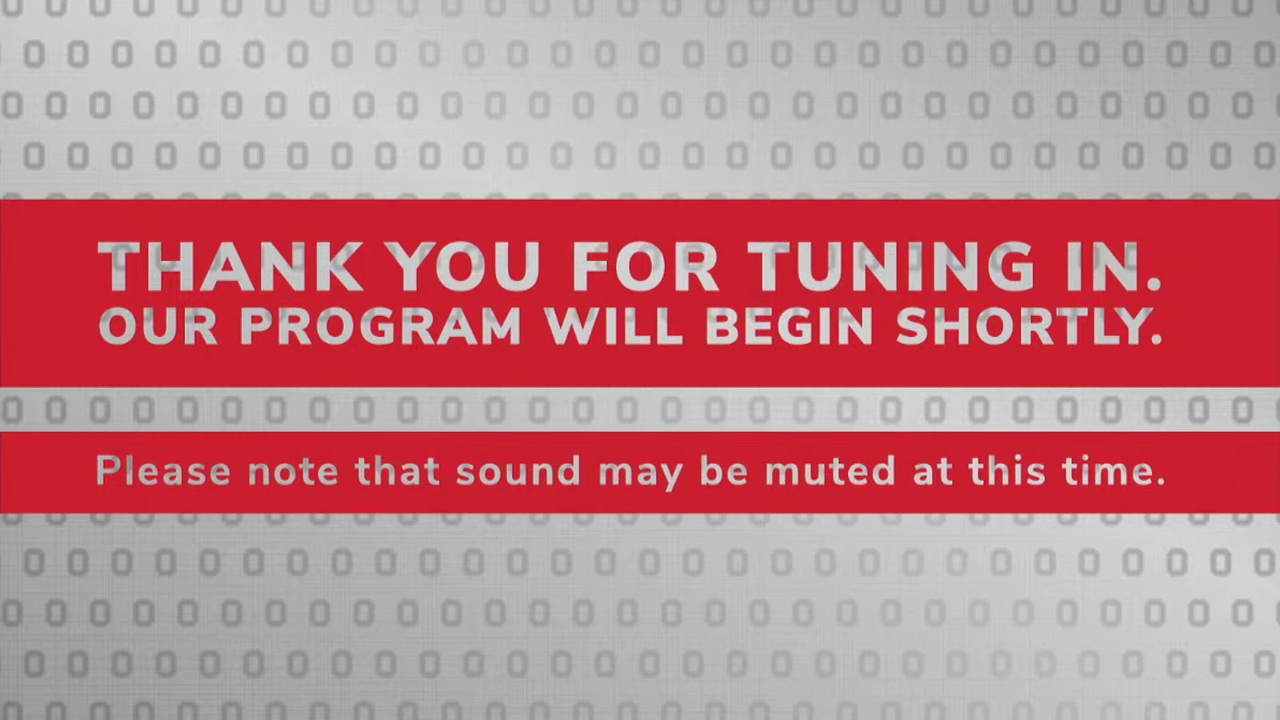 THANK YOU FOR TUNING IN.
OUR PROGRAM WILL BEGIN SHORTLY.
Please note that sound may be muted at this time.